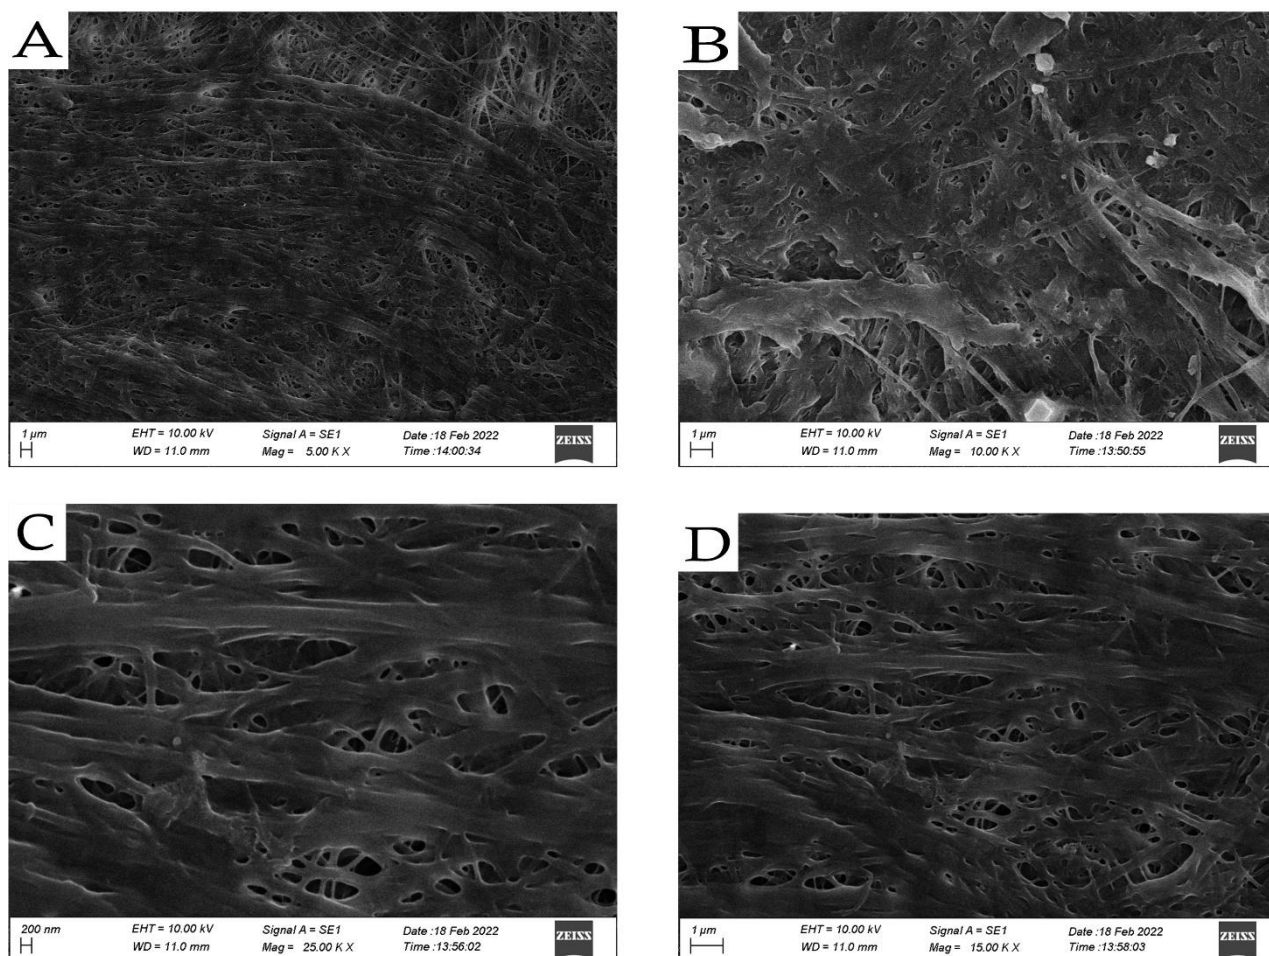 A
1 µm
EHT = 10.00 kV
WD = 11.0 mm
Signal A = SE1
Mag = 5.00 K X
Date :18 Feb 2022
Time :14:00:34
ZEISS
B
1 µm
EHT = 10.00 kV
WD = 11.0 mm
Signal A = SE1
Mag = 10.00 K X
Date :18 Feb 2022
Time :13:50:55
ZEISS
C
200 nm
EHT = 10.00 kV
WD = 11.0 mm
Signal A = SE1
Mag = 25.00 K X
Date :18 Feb 2022
Time :13:56:02
ZEISS
D
1 µm
EHT = 10.00 kV
WD = 11.0 mm
Signal A = SE1
Mag = 15.00 K X
Date :18 Feb 2022
Time :13:58:03
ZEISS